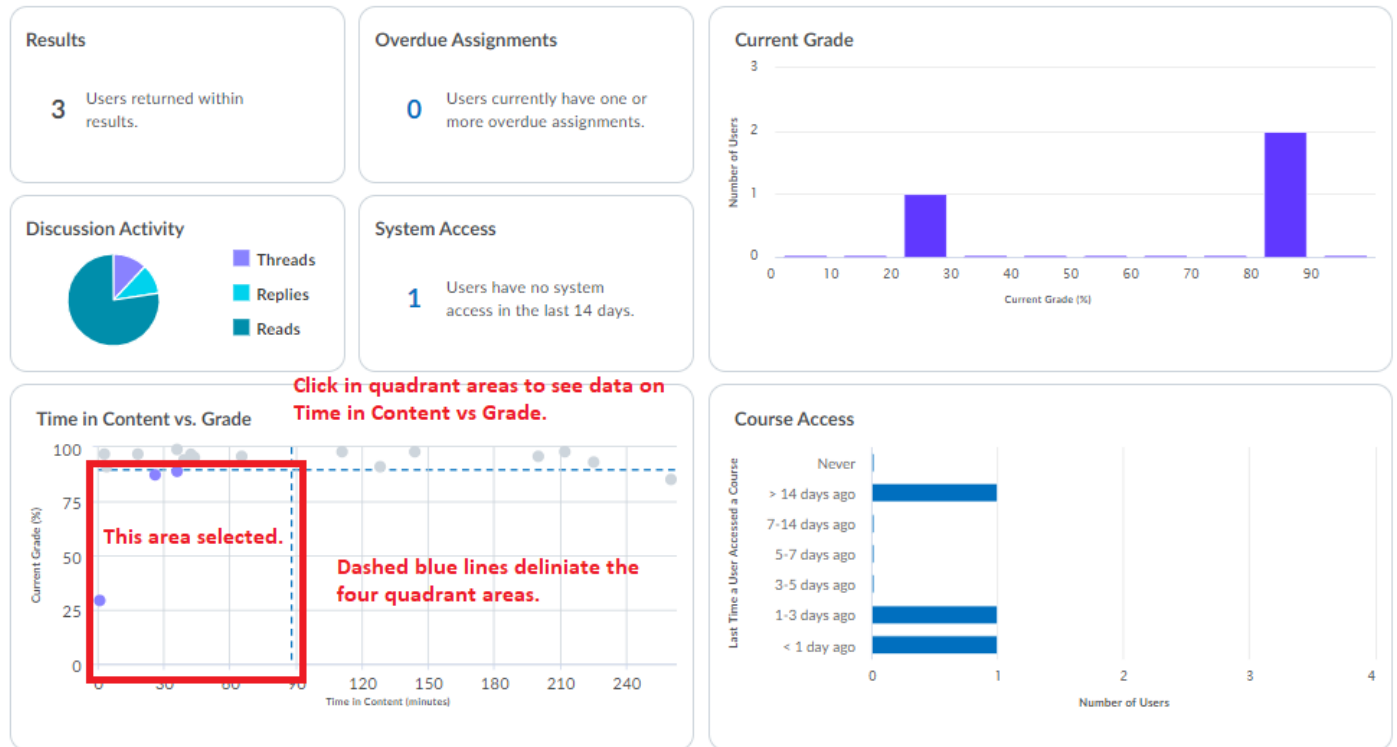 Results
3
Users returned within
results.
Overdue Assignments
0
Users currently have one or
more overdue assignments.
Current Grade
3
2
1
0
Number of Users
0 10 20 30 40 50 60 70 80 90
Current Grade (%)
Discussion Activity
Threads
Replies
Reads
System Access
1
Users have no system
access in the last 14 days.
Click in quadrant areas to see data on
Time in Content vs Grade.
Time in Content vs. Grade
100
75
50
25
0
Current Grade (%)
This area selected.
Dashed blue lines deliniate the
four quadrant areas.
0 30 60 90 120 150 180 210 240
Time in Content (minutes)
Course Access
Last Time a User Accessed a Course
Never
> 14 days ago
7-14 days ago
5-7 days ago
3-5 days ago
1-3 days ago
< 1 day ago
0 1 2 3 4
Number of Users